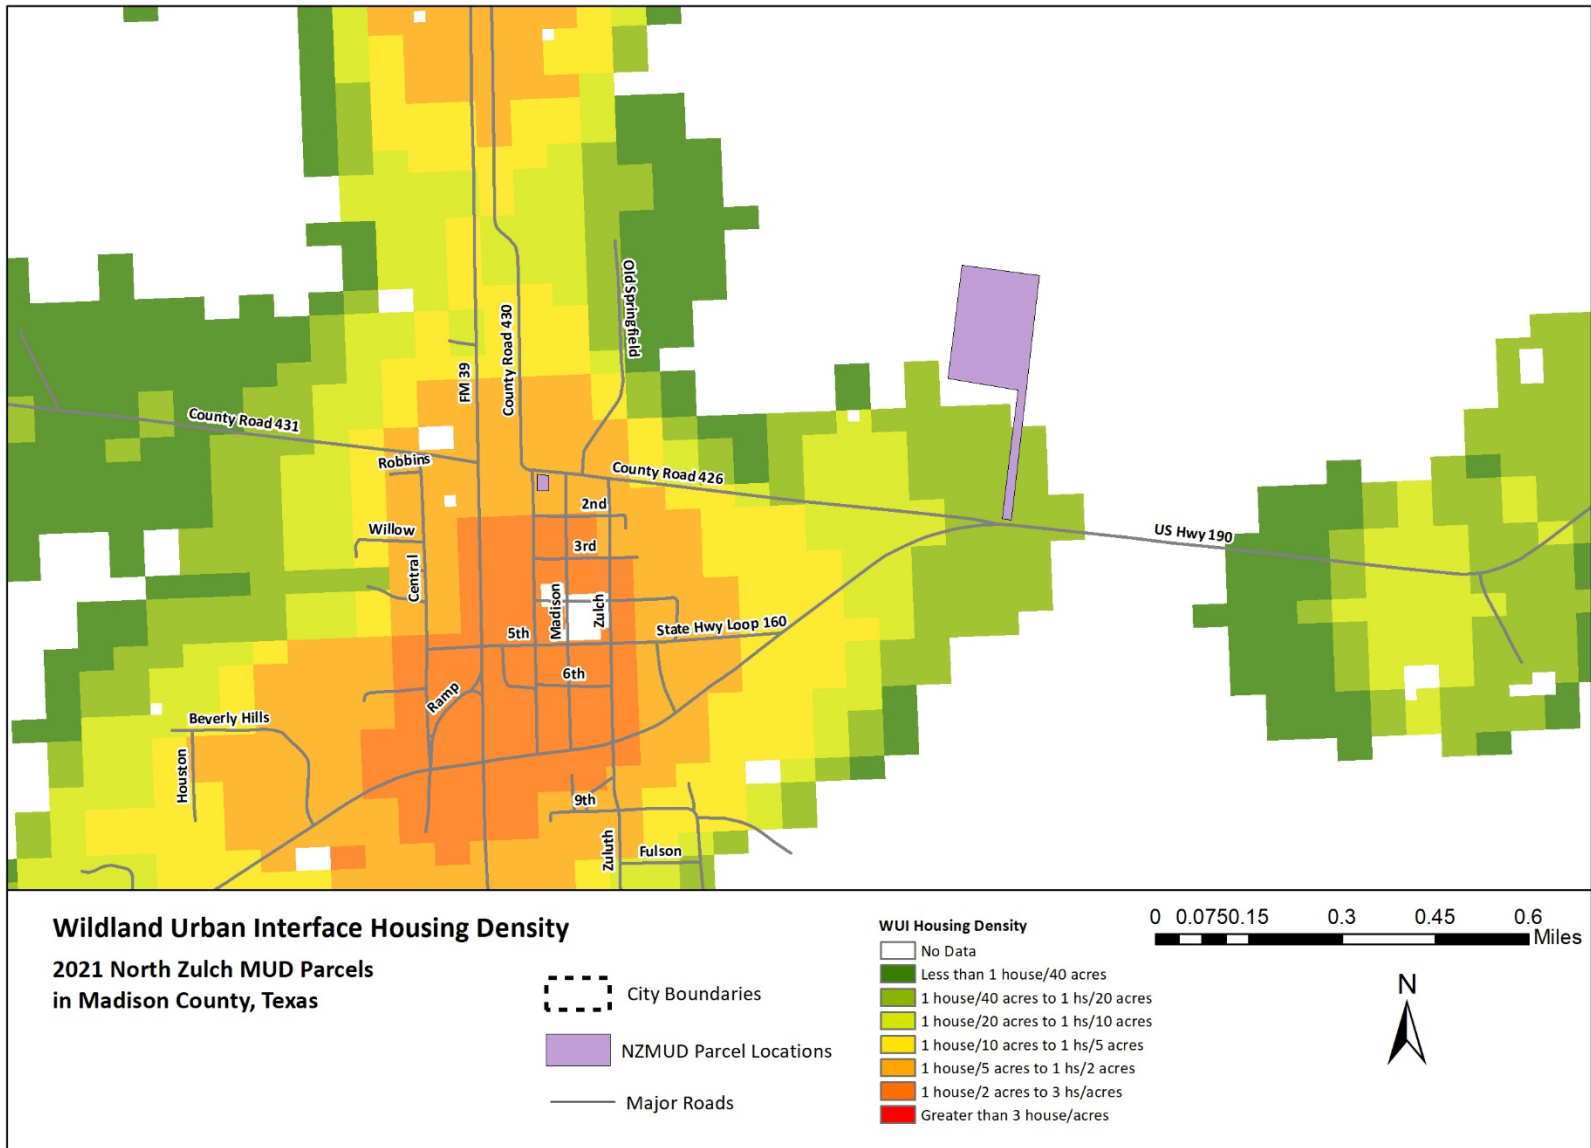 Old Springfield
County Road 430
FM 39
County Road 431
Robbins
County Road 426
2nd
Willow
3rd
US Hwy 190
Central
Madison
Zulch
5th
State Hwy Loop 160
6th
Ramp
Beverly Hills
Houston
9th
Zuluth
Fulson
Wildland Urban Interface Housing Density
2021 North Zulch MUD Parcels
in Madison County, Texas
City Boundaries
NZMUD Parcel Locations
Major Roads
WUI Housing Density
No Data
Less than 1 house/40 acres
1 house/40 acres to 1 hs/20 acres
1 house/20 acres to 1 hs/10 acres
1 house/10 acres to 1 hs/5 acres
1 house/5 acres to 1 hs/2 acres
1 house/2 acres to 3 hs/acres
Greater than 3 house/acres
0 0.0750.15 0.3 0.45 0.6
Miles
N